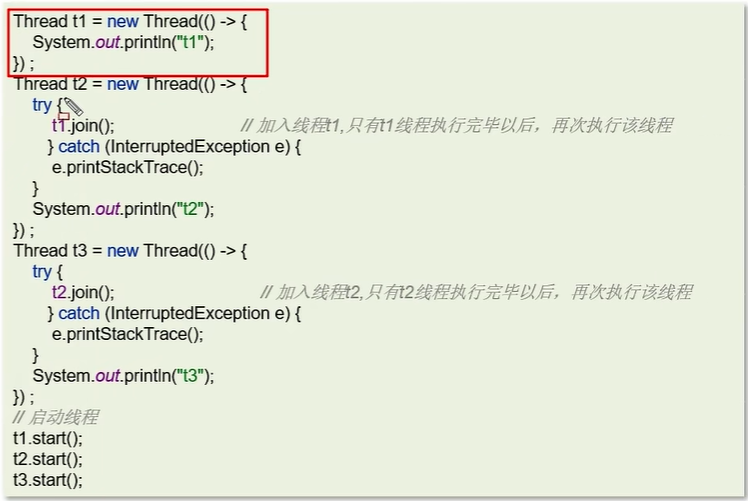 Thread t1 = new Thread(() -> {
System.out.println("t1");
}) ;
Thread t2 = new Thread(() -> {
try {
t1.join(); // 加入线程t1,只有t1线程执行完毕以后，再次执行该线程
} catch (InterruptedException e) {
e.printStackTrace();
}
System.out.println("t2");
}) ;
Thread t3 = new Thread(() -> {
try {
t2.join(); // 加入线程t2,只有t2线程执行完毕以后，再次执行该线程
} catch (InterruptedException e) {
e.printStackTrace();
}
System.out.println("t3");
}) ;
// 启动线程
t1.start();
t2.start();
t3.start();